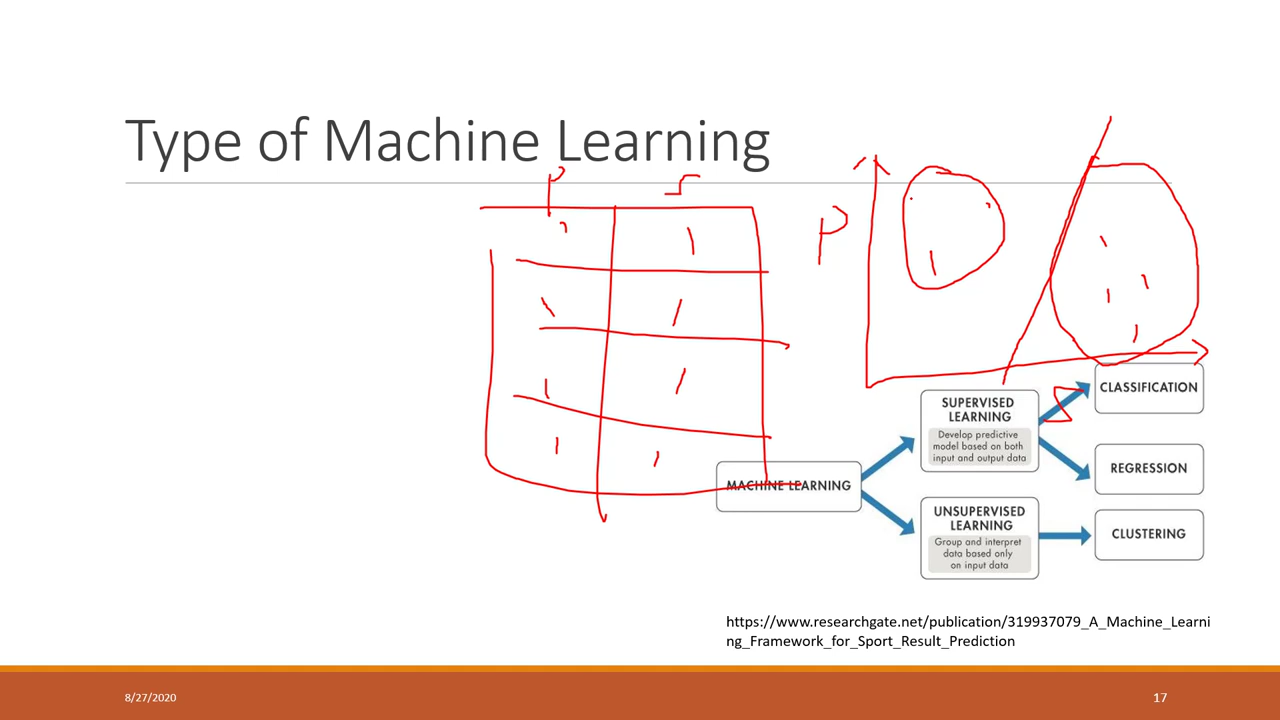 Type of Machine Learning
P S
P
S
MACHINE LEARNING
SUPERVISED
LEARNING
Develop predictive
model based on both
input and output data
UNSUPERVISED
LEARNING
Group and interpret
data based only
on input data
CLASSIFICATION
REGRESSION
CLUSTERING
https://www.researchgate.net/publication/319937079_A_Machine_Learni
ng_Framework_for_Sport_Result_Prediction
8/27/2020
17